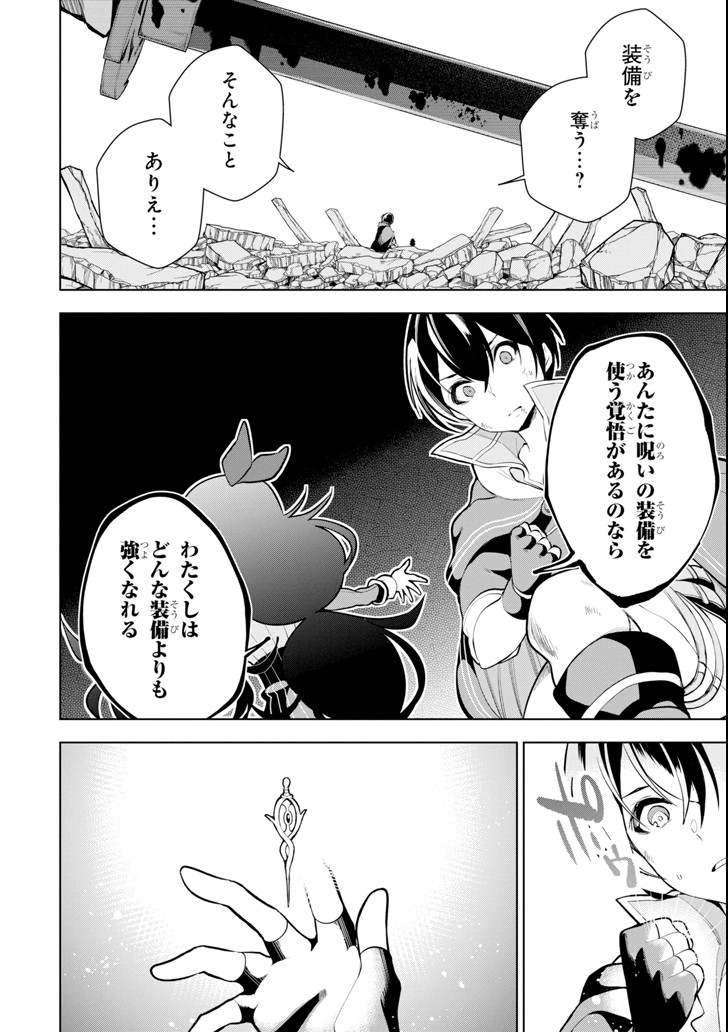 装備を
奪う…?
そんなこと
ありえ…
あんたに呪いの装備を
使う覚悟があるのなら
わたくしは
どんな装備よりも
強くなれる